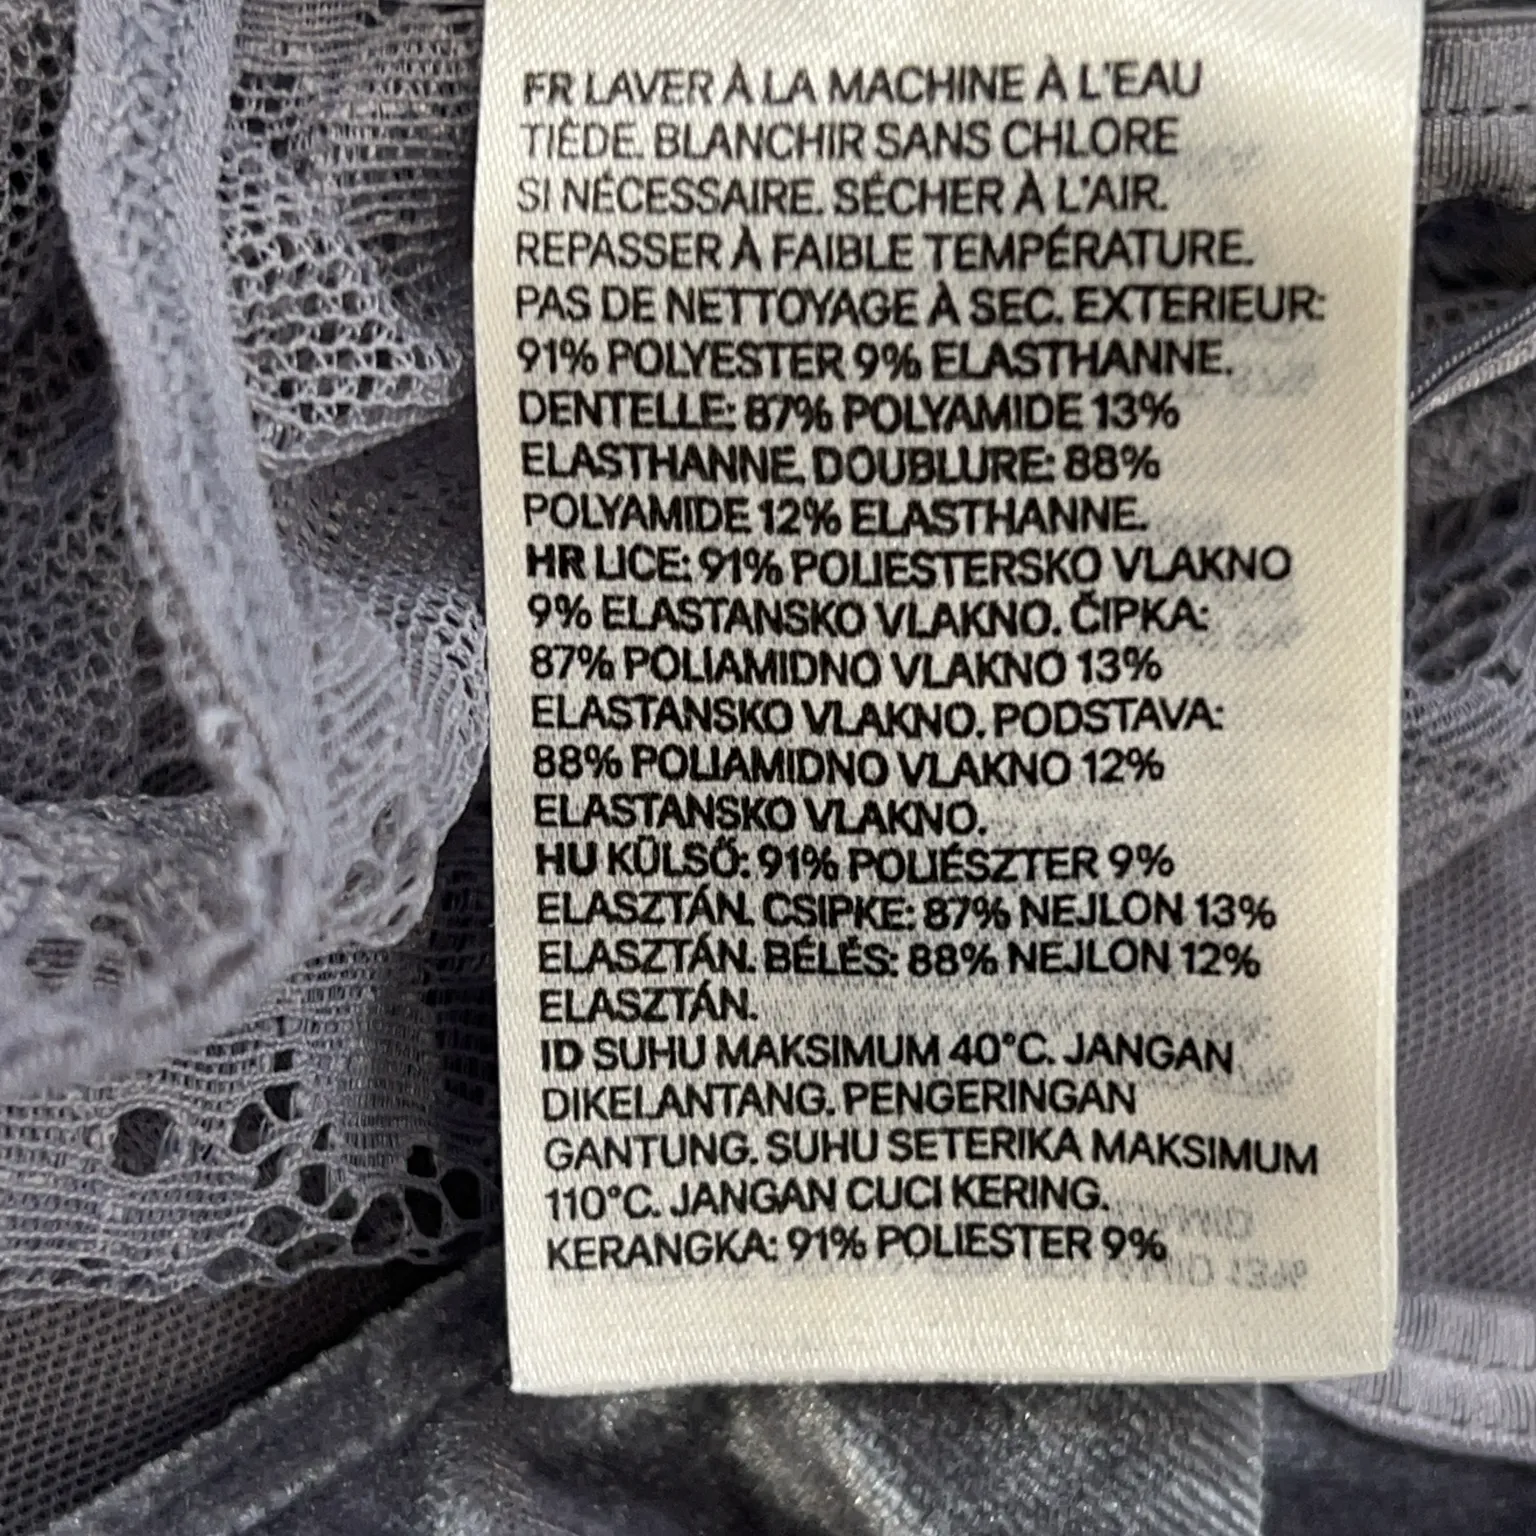 FR LAVER À LA MACHINE À L'EAU
TIÈDE. BLANCHIR SANS CHLORE
SI NÉCESSAIRE. SÉCHER À L'AIR.
REPASSER À FAIBLE TEMPÉRATURE.
PAS DE NETTOYAGE À SEC. EXTERIEUR:
91% POLYESTER 9% ELASTHANNE.
DENTELLE: 87% POLYAMIDE 13%
ELASTHANNE. DOUBLURE: 88%
POLYAMIDE 12% ELASTHANNE.
HR LICE: 91% POLIESTERSKO VLAKNO
9% ELASTANSKO VLAKNO. ČIPKA:
87% POLIAMIDNO VLAKNO 13%
ELASTANSKO VLAKNO. PODSTAVA:
88% POLIAMIDNO VLAKNO 12%
ELASTANSKO VLAKNO.
HU KÜLSŐ: 91% POLIÉSZTER 9%
ELASZTÁN. CSIPKE: 87% NEJLON 13%
ELASZTÁN. BÉLÉS: 88% NEJLON 12%
ELASZTÁN.
ID SUHU MAKSIMUM 40°C. JANGAN
DIKELANTANG. PENGERINGAN
GANTUNG. SUHU SETERIKA MAKSIMUM
110°C. JANGAN CUCI KERING.
KERANGKA: 91% POLIESTER 9%